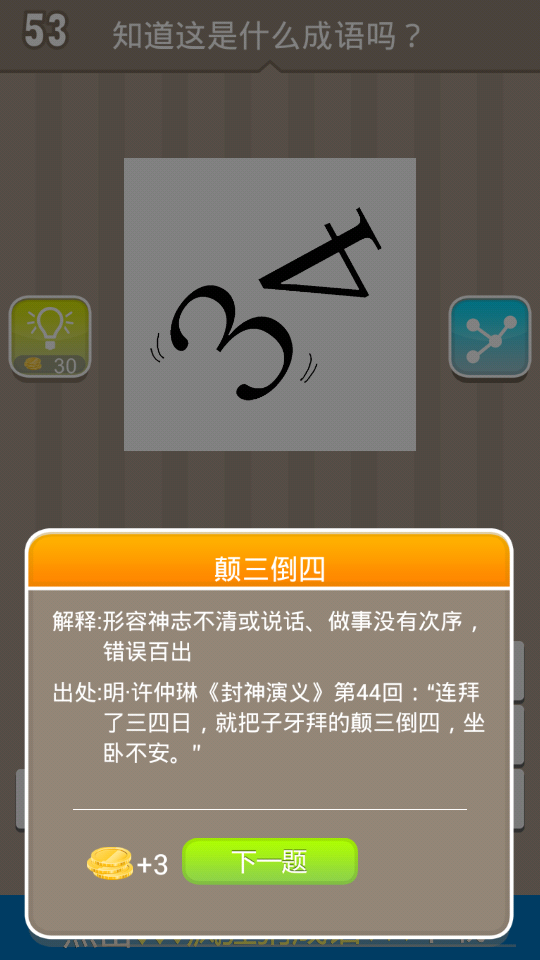 53
知道这是什么成语吗？
3 4
30
颠三倒四
解释:形容神志不清或说话、做事没有次序，
错误百出
出处:明·许仲琳《封神演义》第44回：“连拜
了三四日，就把子牙拜的颠三倒四，坐
卧不安。”
+3
下一题